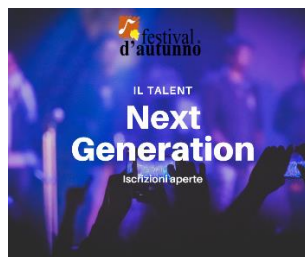 festival
d'autunno
IL TALENT
Next
Generation
Iscrizioni aperte